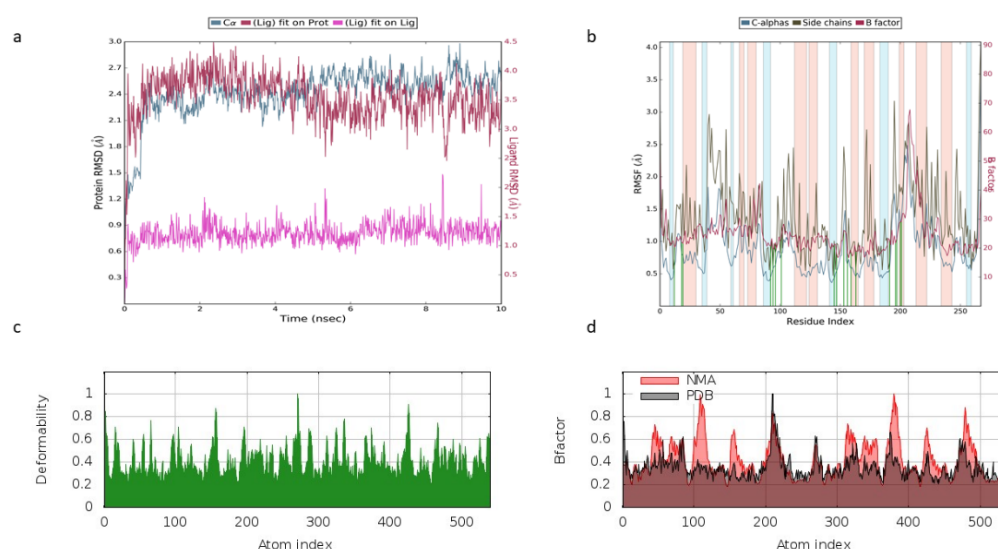 a
Cα (Lig) fit on Prot (Lig) fit on Lig
3.0
2.7
2.4
2.1
1.8
1.5
1.2
0.9
0.6
0.3
Protein RMSD (Å)
4.5
4.0
3.5
3.0
2.5
2.0
1.5
1.0
0.5
Ligand RMSD (Å)
0 2 4 6 8 10
Time (nsec)
b
C-alphas Side chains B factor
4.0
3.5
3.0
2.5
2.0
1.5
1.0
0.5
RMSF (Å)
90
80
70
60
50
40
30
20
10
B factor
0 50 100 150 200 250
Residue Index
c
1
0.8
0.6
0.4
0.2
0
Deformability
0 100 200 300 400 500
Atom index
d
NMA
PDB
1
0.8
0.6
0.4
0.2
0
Bfactor
0 100 200 300 400 500
Atom index